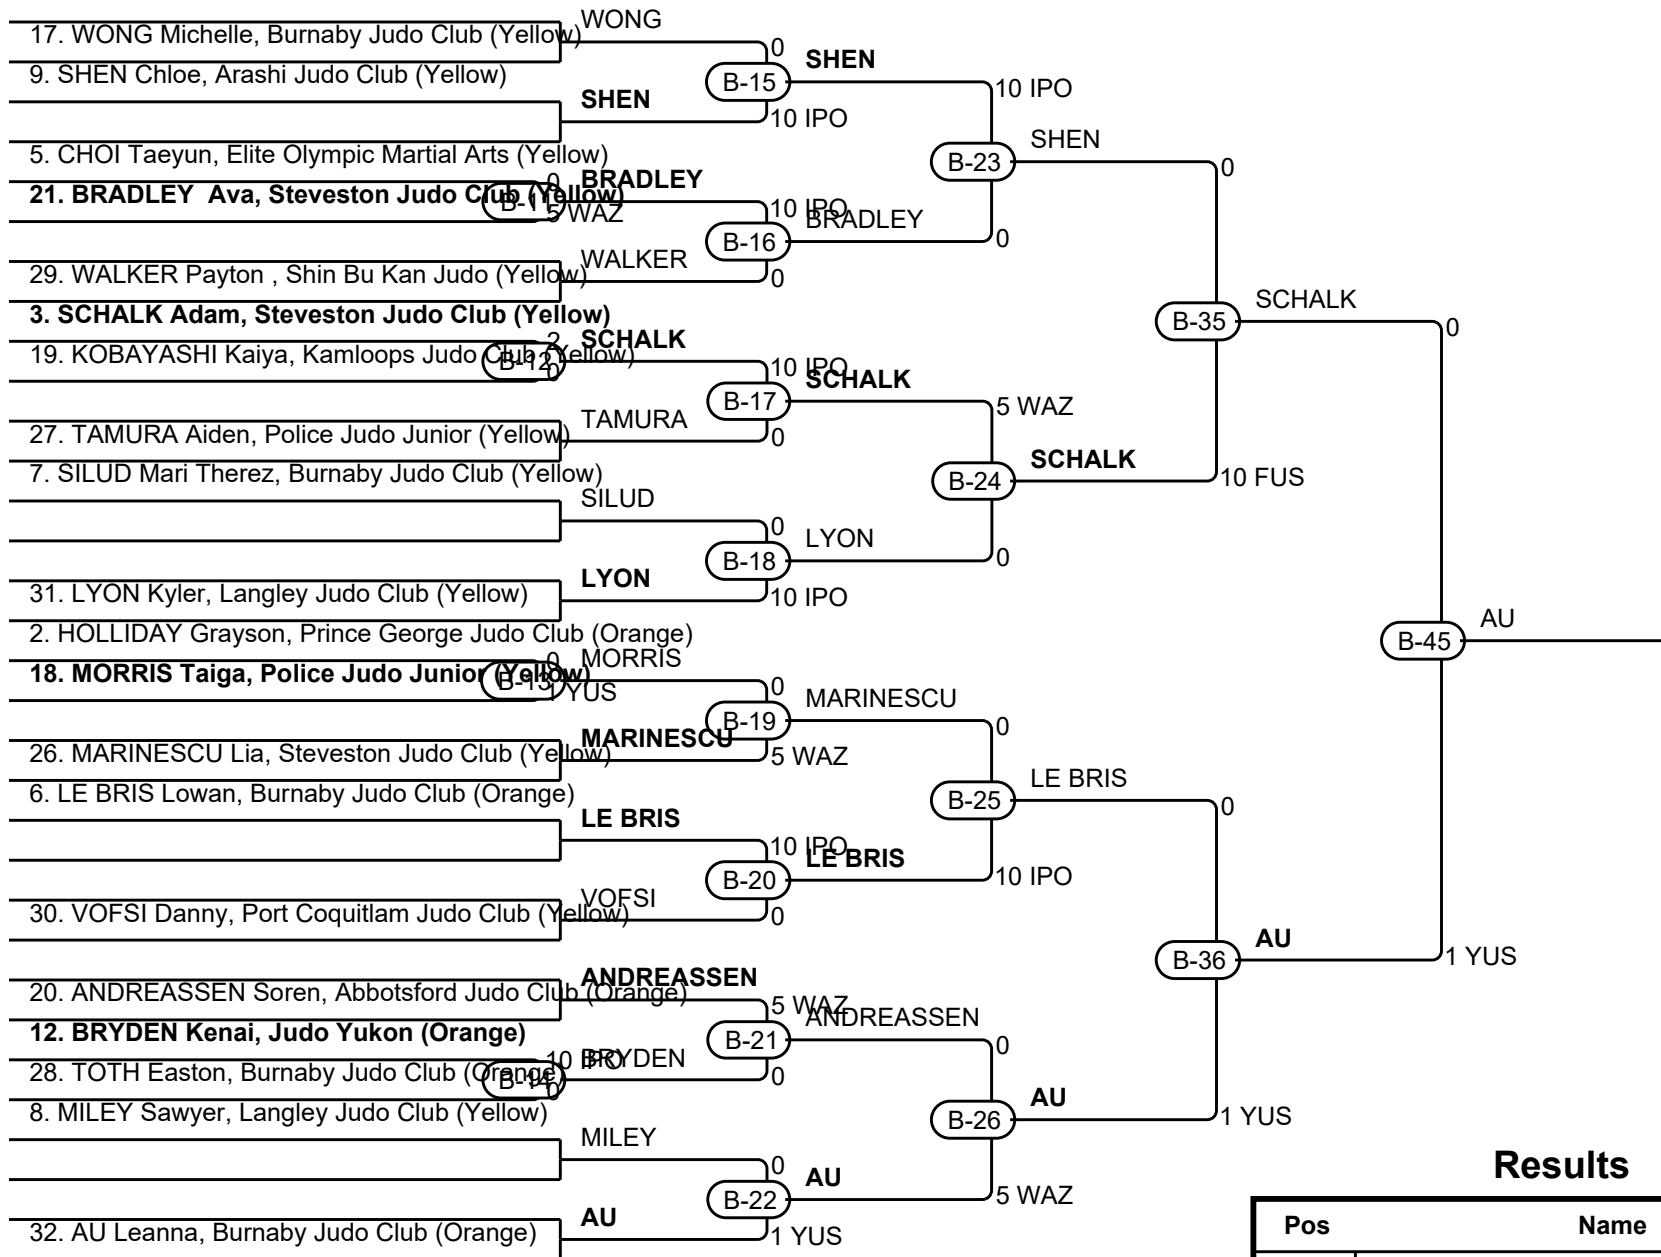 17. WONG Michelle, Burnaby Judo Club (Yellow)
9. SHEN Chloe, Arashi Judo Club (Yellow)
5. CHOI Taeyun, Elite Olympic Martial Arts (Yellow)
21. BRADLEY  Ava, Steveston Judo Club (Yellow)
29. WALKER Payton , Shin Bu Kan Judo (Yellow)
3. SCHALK Adam, Steveston Judo Club (Yellow)
19. KOBAYASHI Kaiya, Kamloops Judo Club (Yellow)
27. TAMURA Aiden, Police Judo Junior (Yellow)
7. SILUD Mari Therez, Burnaby Judo Club (Yellow)
31. LYON Kyler, Langley Judo Club (Yellow)
2. HOLLIDAY Grayson, Prince George Judo Club (Orange)
18. MORRIS Taiga, Police Judo Junior (Yellow)
26. MARINESCU Lia, Steveston Judo Club (Yellow)
6. LE BRIS Lowan, Burnaby Judo Club (Orange)
30. VOFSI Danny, Port Coquitlam Judo Club (Yellow)
20. ANDREASSEN Soren, Abbotsford Judo Club (Orange)
12. BRYDEN Kenai, Judo Yukon (Orange)
28. TOTH Easton, Burnaby Judo Club (Orange)
8. MILEY Sawyer, Langley Judo Club (Yellow)
32. AU Leanna, Burnaby Judo Club (Orange)
0
B-11
5 WAZ
2
B-12
0
0
B-13
1 YUS
10 IPO
B-14
0
WONG
0
B-15
SHEN
10 IPO
BRADLEY
10 IPO
B-16
WALKER
0
SCHALK
10 IPO
B-17
TAMURA
0
SILUD
0
B-18
LYON
10 IPO
MORRIS
0
B-19
MARINESCU
5 WAZ
LE BRIS
10 IPO
B-20
VOFSI
0
ANDREASSEN
5 WAZ
B-21
BRYDEN
0
MILEY
0
B-22
AU
1 YUS
SHEN
10 IPO
B-23
BRADLEY
0
SCHALK
5 WAZ
B-24
LYON
0
MARINESCU
0
B-25
LE BRIS
10 IPO
ANDREASSEN
0
B-26
AU
5 WAZ
SHEN
0
B-35
SCHALK
10 FUS
LE BRIS
0
B-36
AU
1 YUS
SCHALK
0
B-45
AU
1 YUS
AU
Results
Pos Name